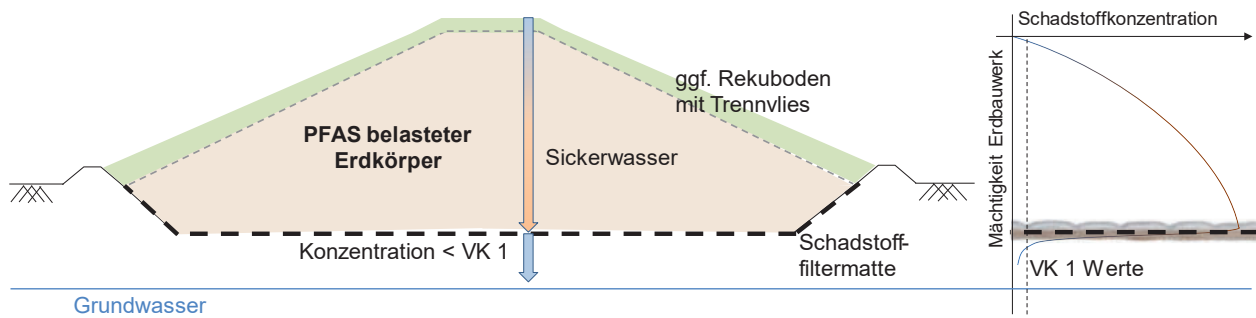 ggf. Rekuboden
mit Trennvlies
PFAS belasteter
Erdkörper
Sickerwasser
Konzentration < VK 1
Schadstoff-
filtermatte
Grundwasser
Schadstoffkonzentration
Mächtigkeit Erdbauwerk
VK 1 Werte